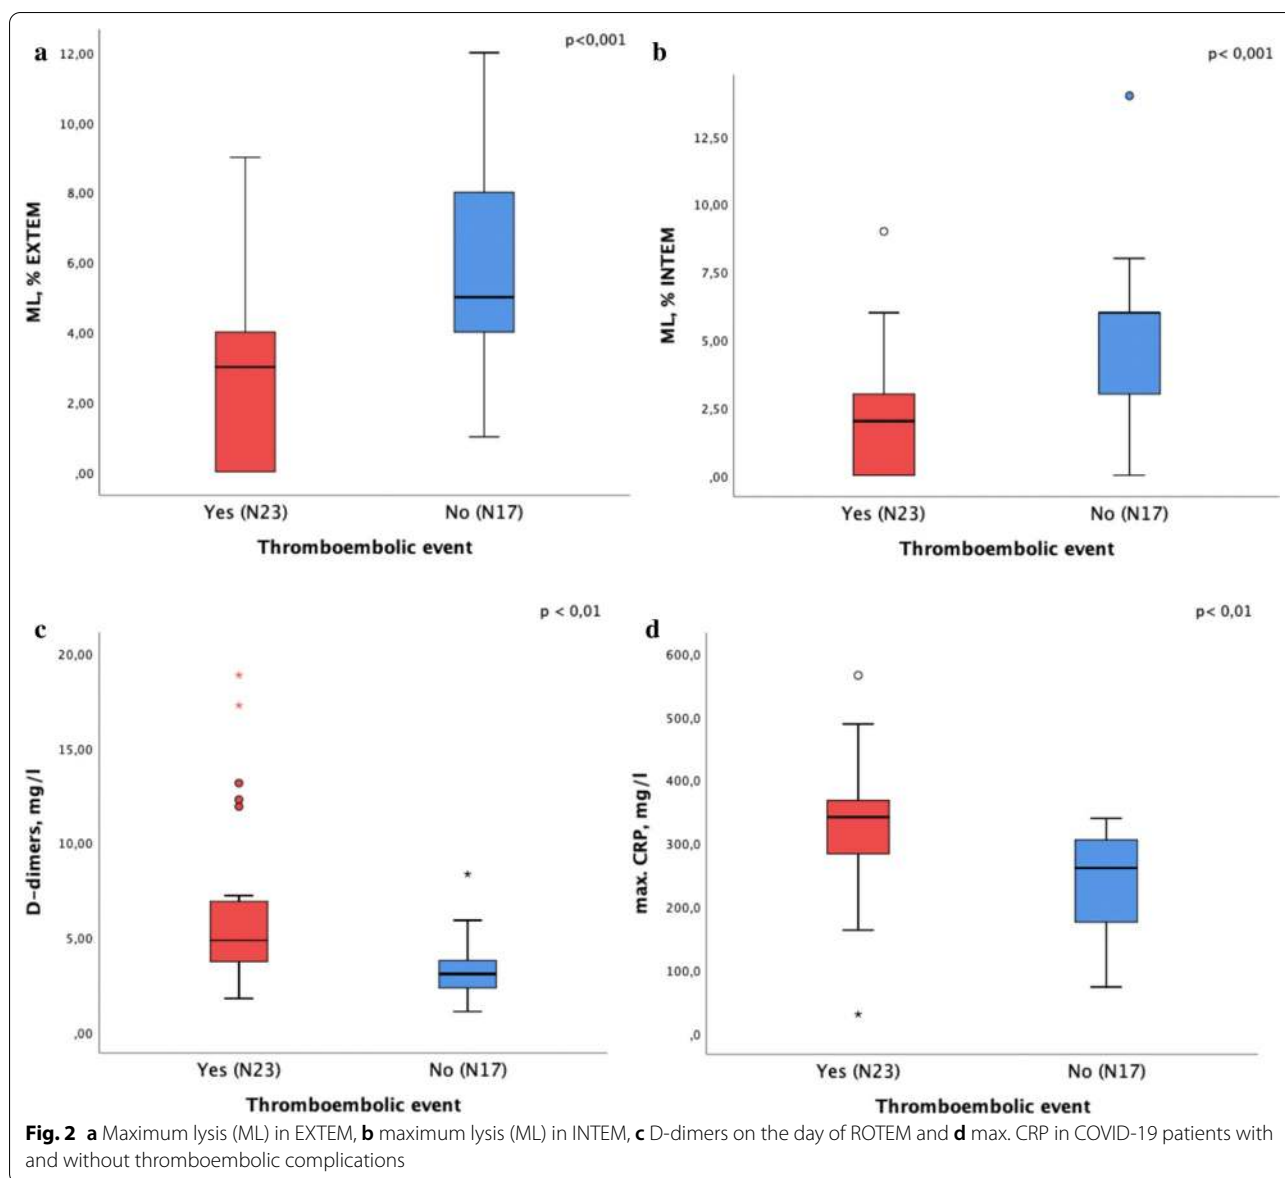 a
p<0,001
12,00
10,00
8,00
6,00
4,00
2,00
,00
ML, % EXTEM
Yes (N23)
No (N17)
Thromboembolic event
b
p< 0,001
12,50
10,00
7,50
5,00
2,50
,00
ML, % INTEM
Yes (N23)
No (N17)
Thromboembolic event
c
p < 0,01
20,00
15,00
10,00
5,00
,00
D-dimers, mg/l
Yes (N23)
No (N17)
Thromboembolic event
d
p< 0,01
600,0
500,0
400,0
300,0
200,0
100,0
,0
max. CRP, mg/l
Yes (N23)
No (N17)
Thromboembolic event
Fig. 2 a Maximum lysis (ML) in EXTEM, b maximum lysis (ML) in INTEM, c D-dimers on the day of ROTEM and d max. CRP in COVID-19 patients with
and without thromboembolic complications